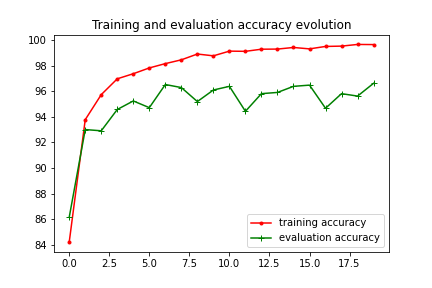 Training and evaluation accuracy evolution
100
98
96
94
92
90
88
86
84
training accuracy
evaluation accuracy
0.0 2.5 5.0 7.5 10.0 12.5 15.0 17.5